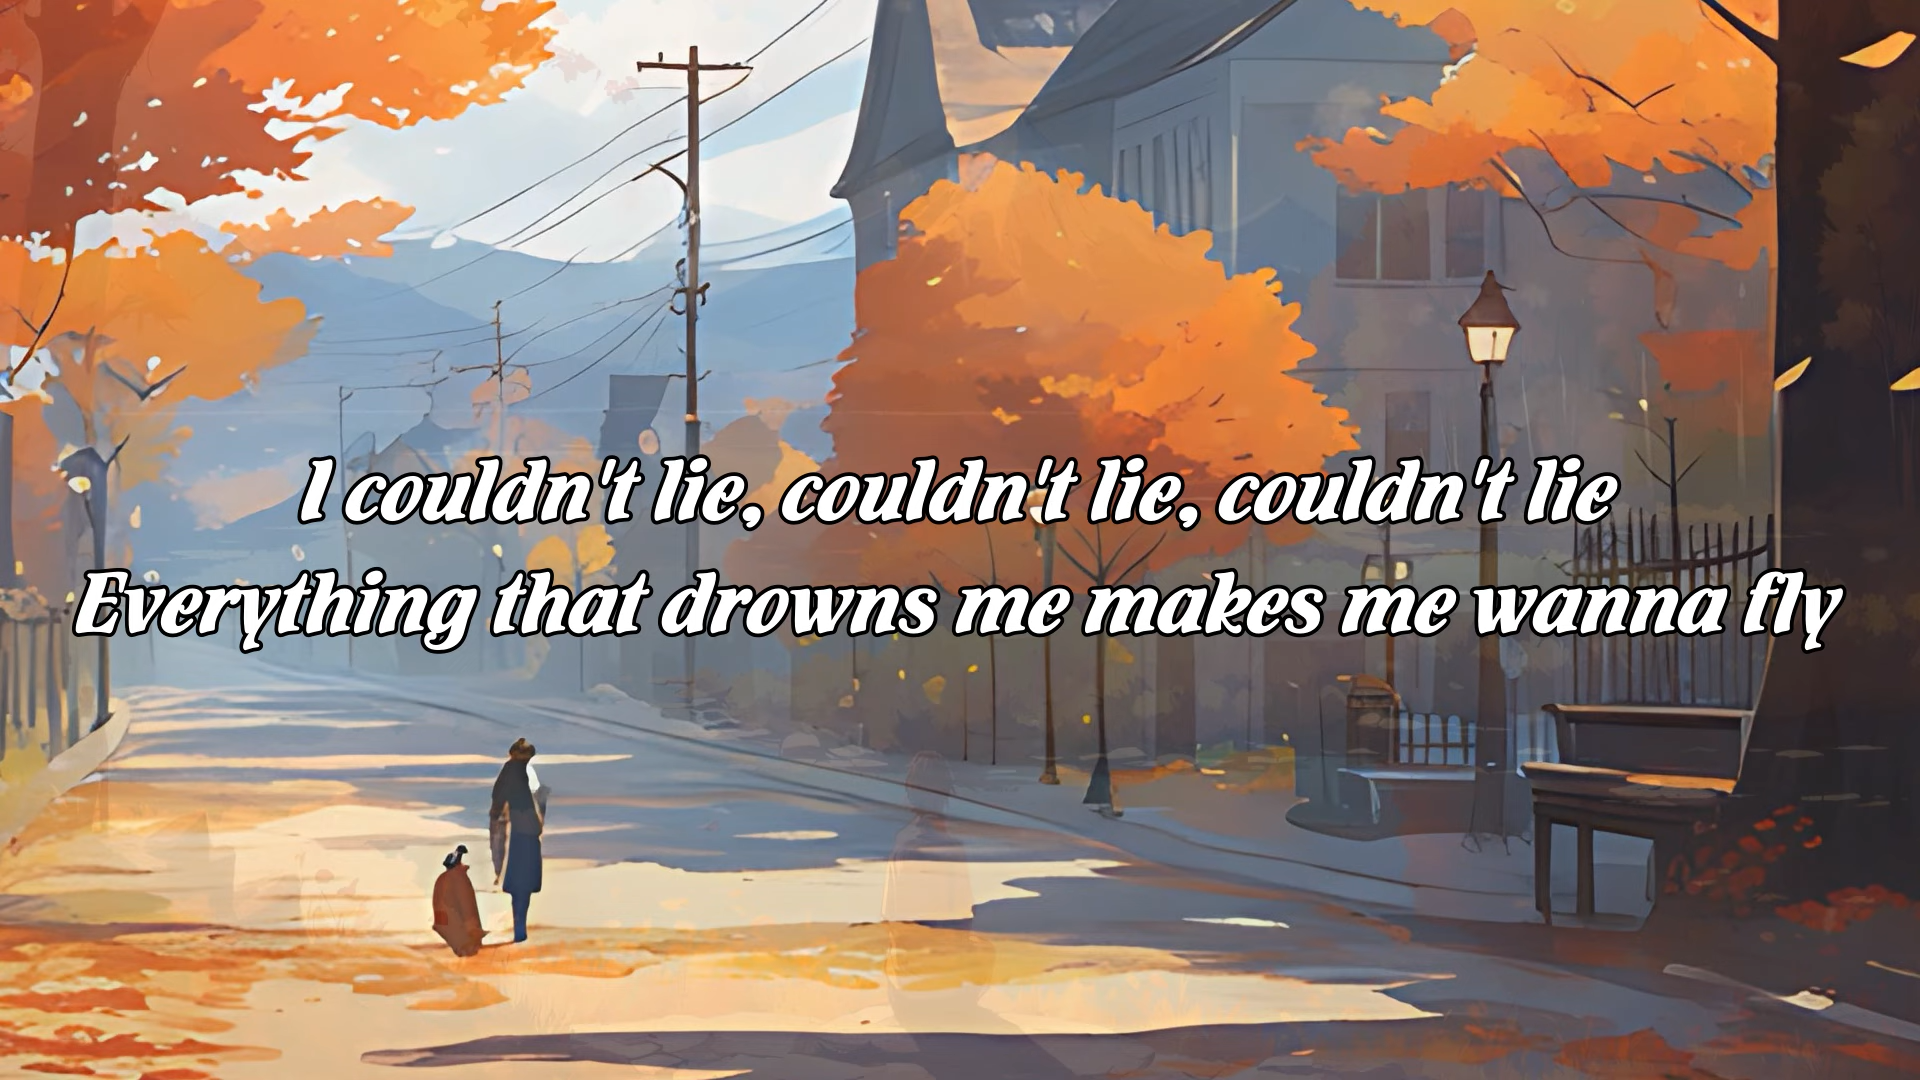 I couldn't lie, couldn't lie, couldn't lie
Everything that drowns me makes me wanna fly